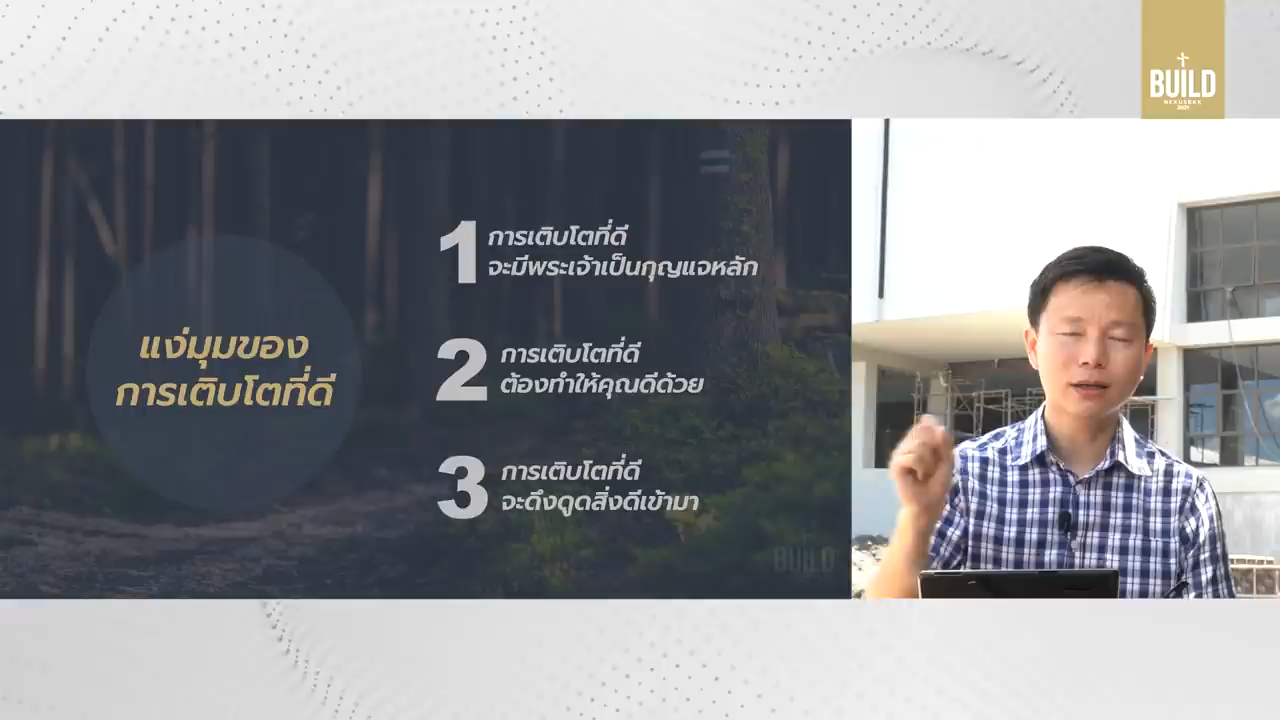 BUILD
NEXUSBKK
2021
แง่มุมของ
การเติบโตที่ดี
1 การเติบโตที่ดี
จะมีพระเจ้าเป็นกุญแจหลัก
2 การเติบโตที่ดี
ต้องทำให้คุณดีด้วย
3 การเติบโตที่ดี
จะดึงดูดสิ่งดีเข้ามา
BUILD